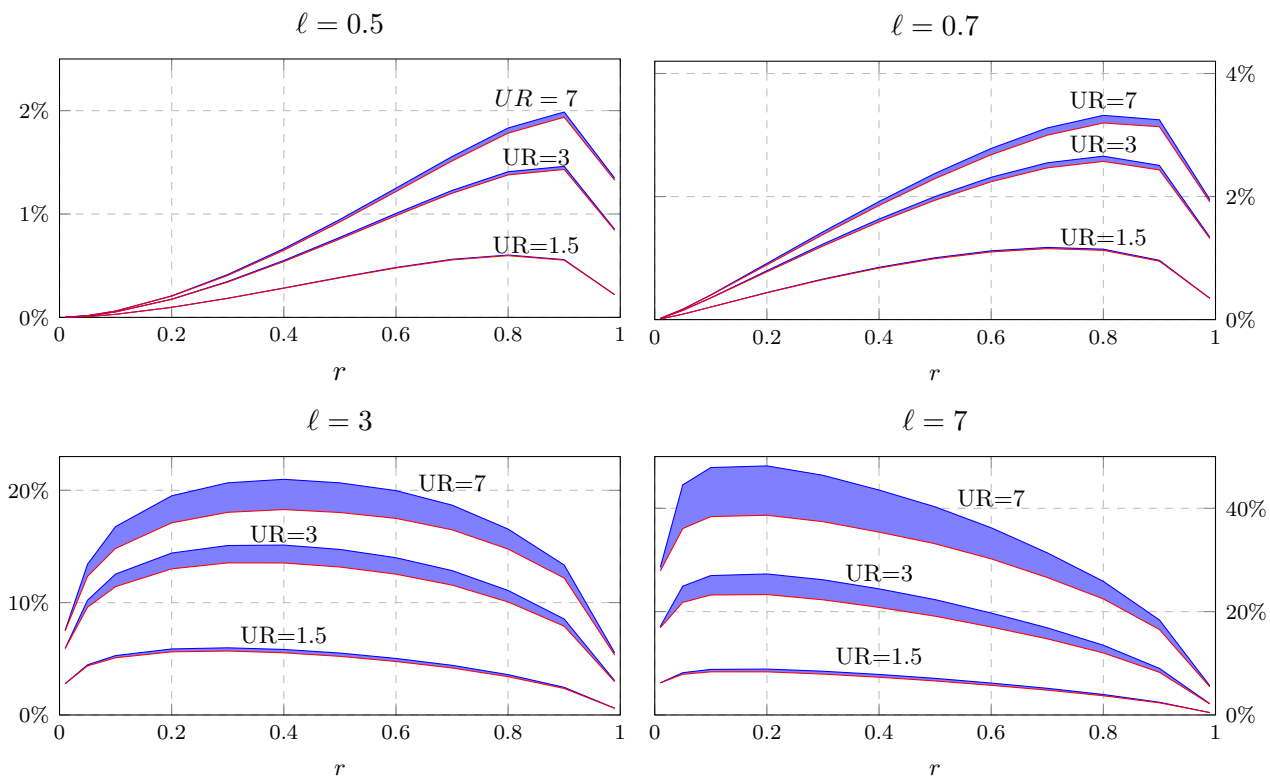 ℓ = 0.5
ℓ = 0.7
2%
1%
0%
UR = 7
UR=3
UR=1.5
0 0.2 0.4 0.6 0.8 1
r
4%
2%
0%
UR=7
UR=3
UR=1.5
0 0.2 0.4 0.6 0.8 1
r
ℓ = 3
ℓ = 7
20%
10%
0%
UR=7
UR=3
UR=1.5
0 0.2 0.4 0.6 0.8 1
r
40%
20%
0%
UR=7
UR=3
UR=1.5
0 0.2 0.4 0.6 0.8 1
r